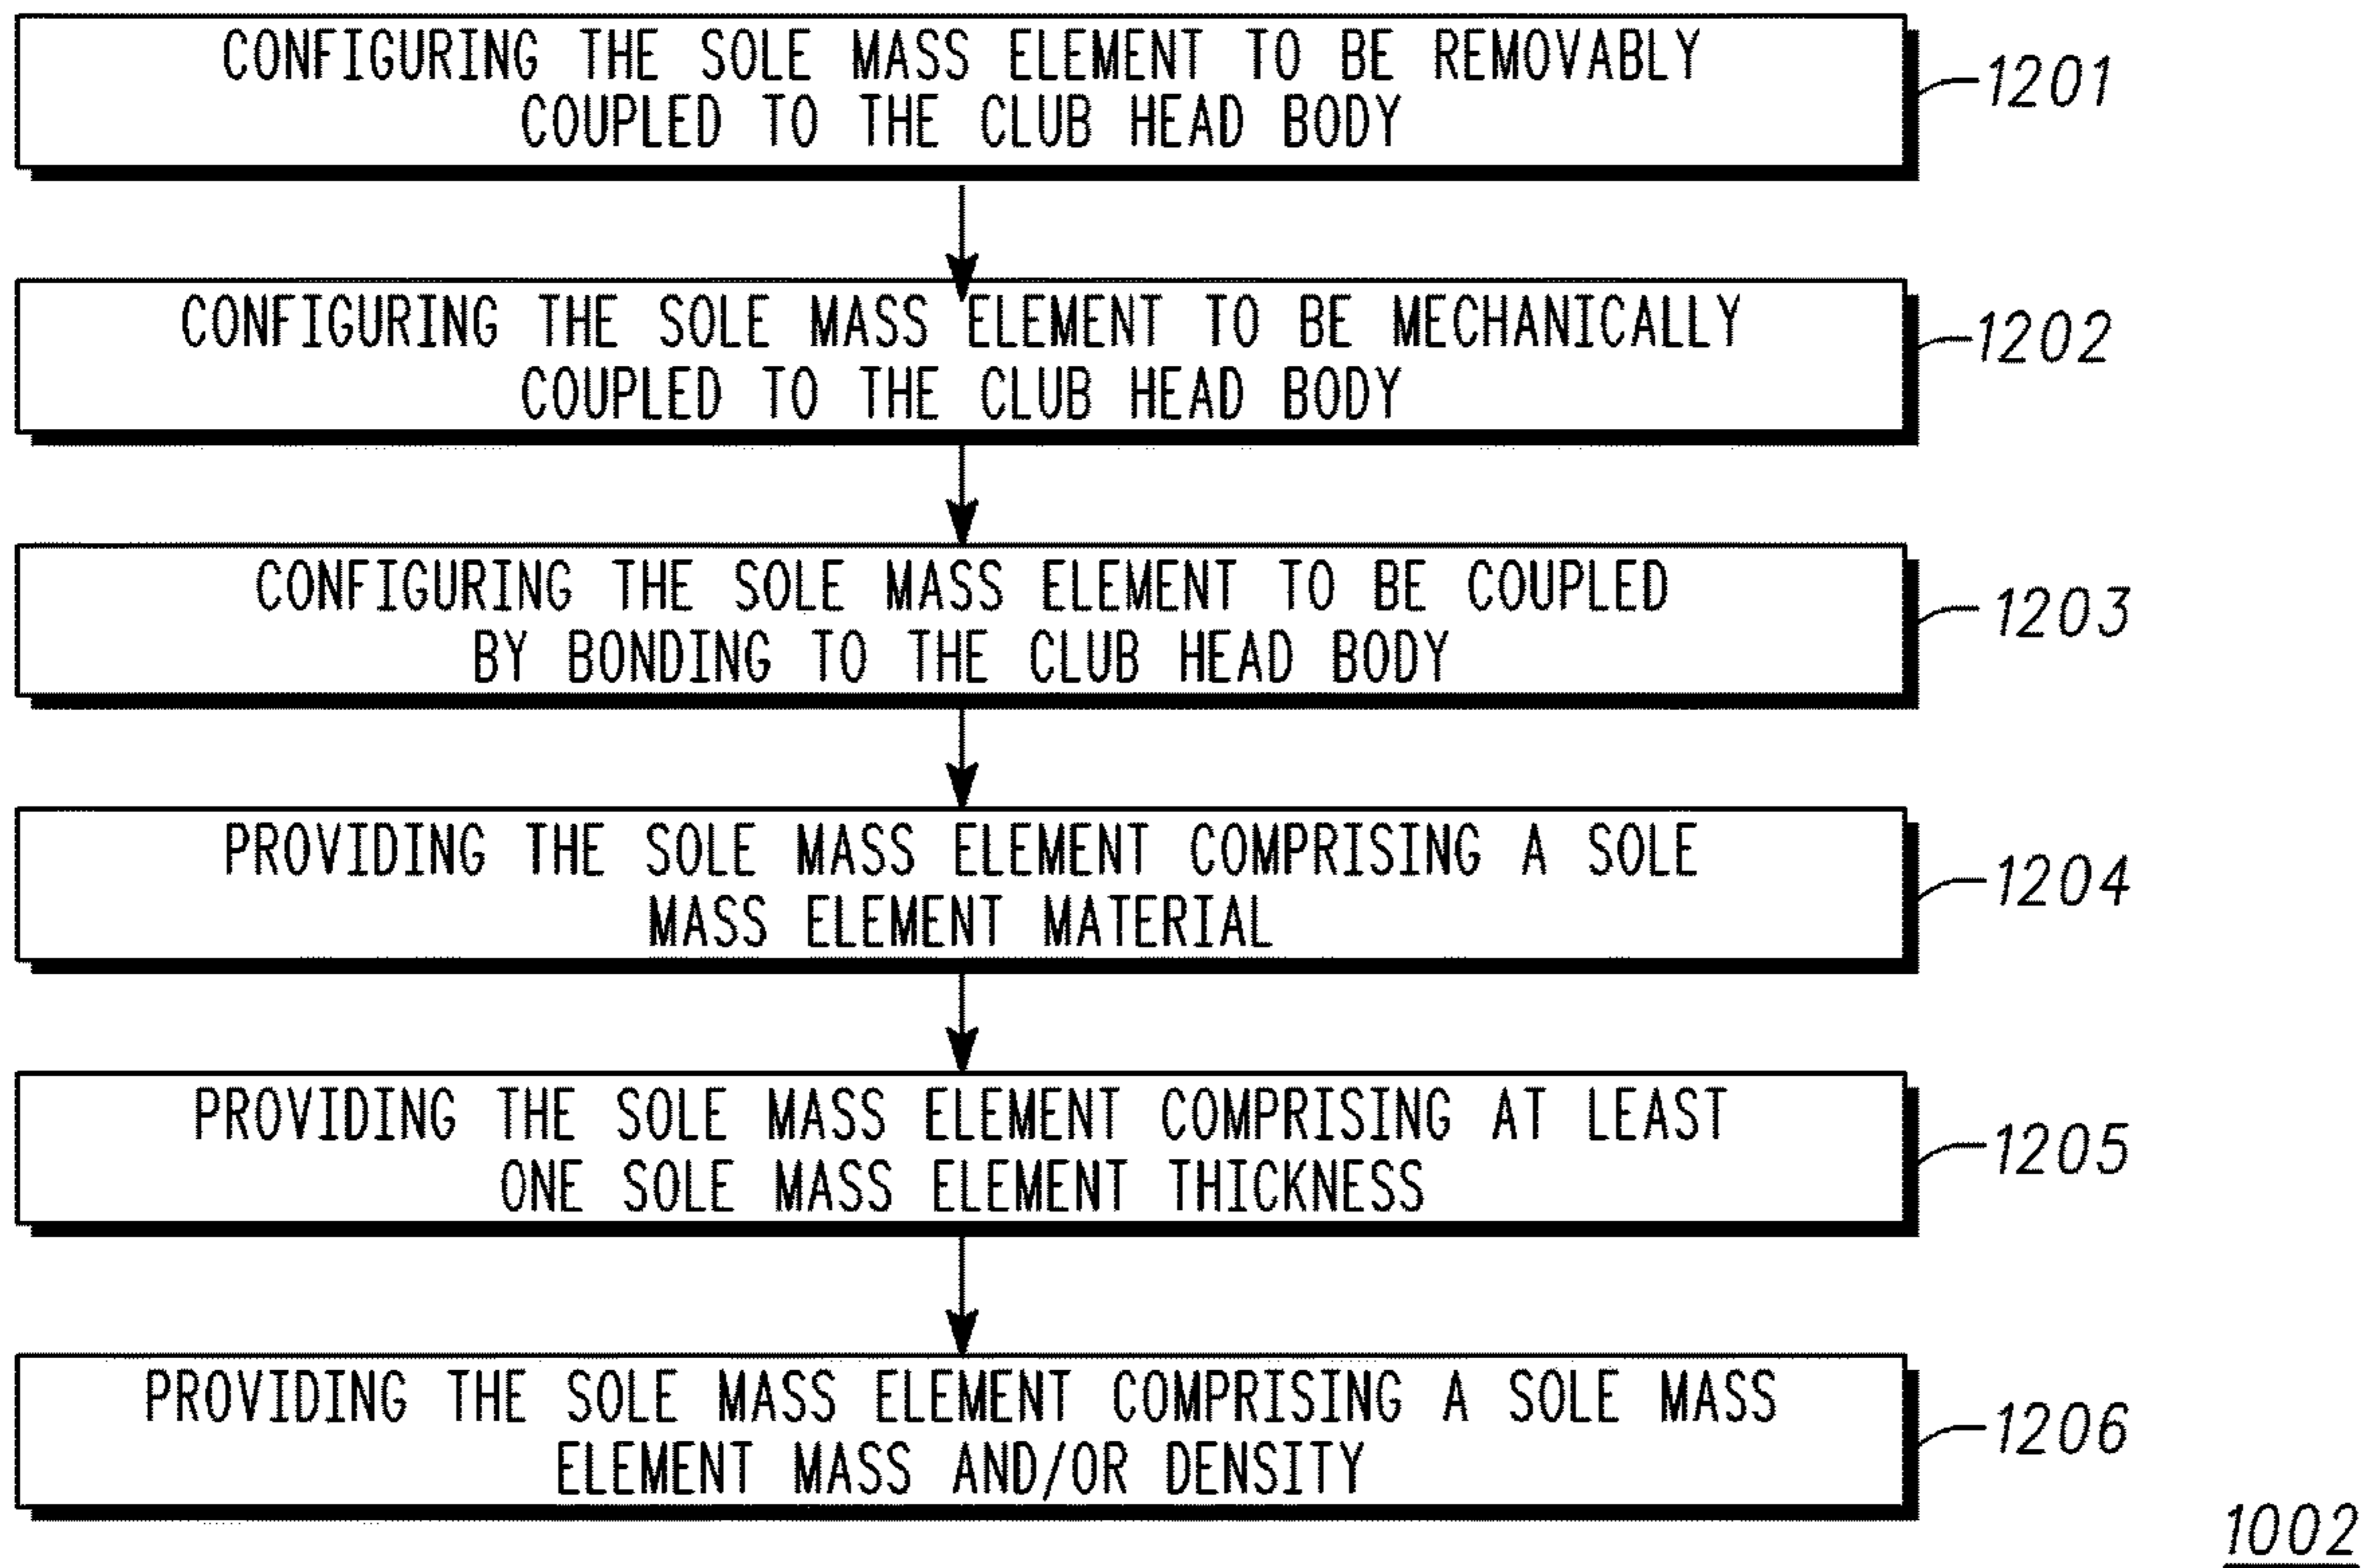 CONFIGURING THE SOLE MASS ELEMENT TO BE REMOVABLY
COUPLED TO THE CLUB HEAD BODY
1201
CONFIGURING THE SOLE MASS ELEMENT TO BE MECHANICALLY
COUPLED TO THE CLUB HEAD BODY
1202
CONFIGURING THE SOLE MASS ELEMENT TO BE COUPLED
BY BONDING TO THE CLUB HEAD BODY
1203
PROVIDING THE SOLE MASS ELEMENT COMPRISING A SOLE
MASS ELEMENT MATERIAL
1204
PROVIDING THE SOLE MASS ELEMENT COMPRISING AT LEAST
ONE SOLE MASS ELEMENT THICKNESS
1205
PROVIDING THE SOLE MASS ELEMENT COMPRISING A SOLE MASS
ELEMENT MASS AND/OR DENSITY
1206
1002